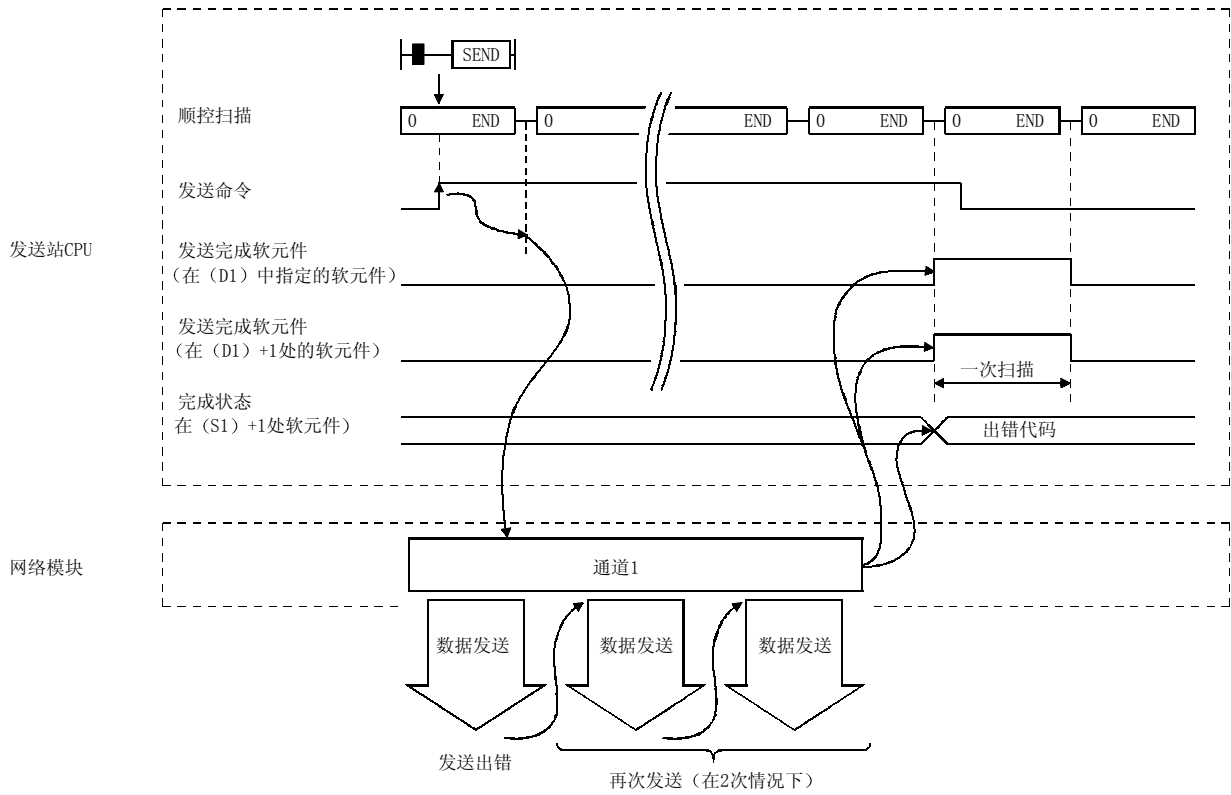 SEND
顺控扫描
0 END 0 END 0 END 0 END 0 END
发送命令
发送站CPU
发送完成软元件
（在（D1）中指定的软元件）
发送完成软元件
（在（D1）+1处的软元件）
一次扫描
完成状态
在（S1）+1处软元件）
出错代码
网络模块
通道1
数据发送 数据发送 数据发送
发送出错
再次发送（在2次情况下）